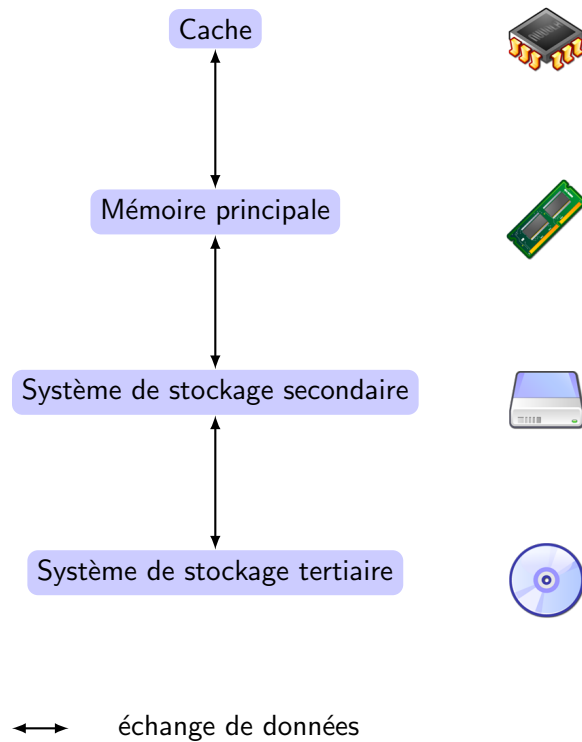 Cache
Mémoire principale
Système de stockage secondaire
Système de stockage tertiaire
échange de données